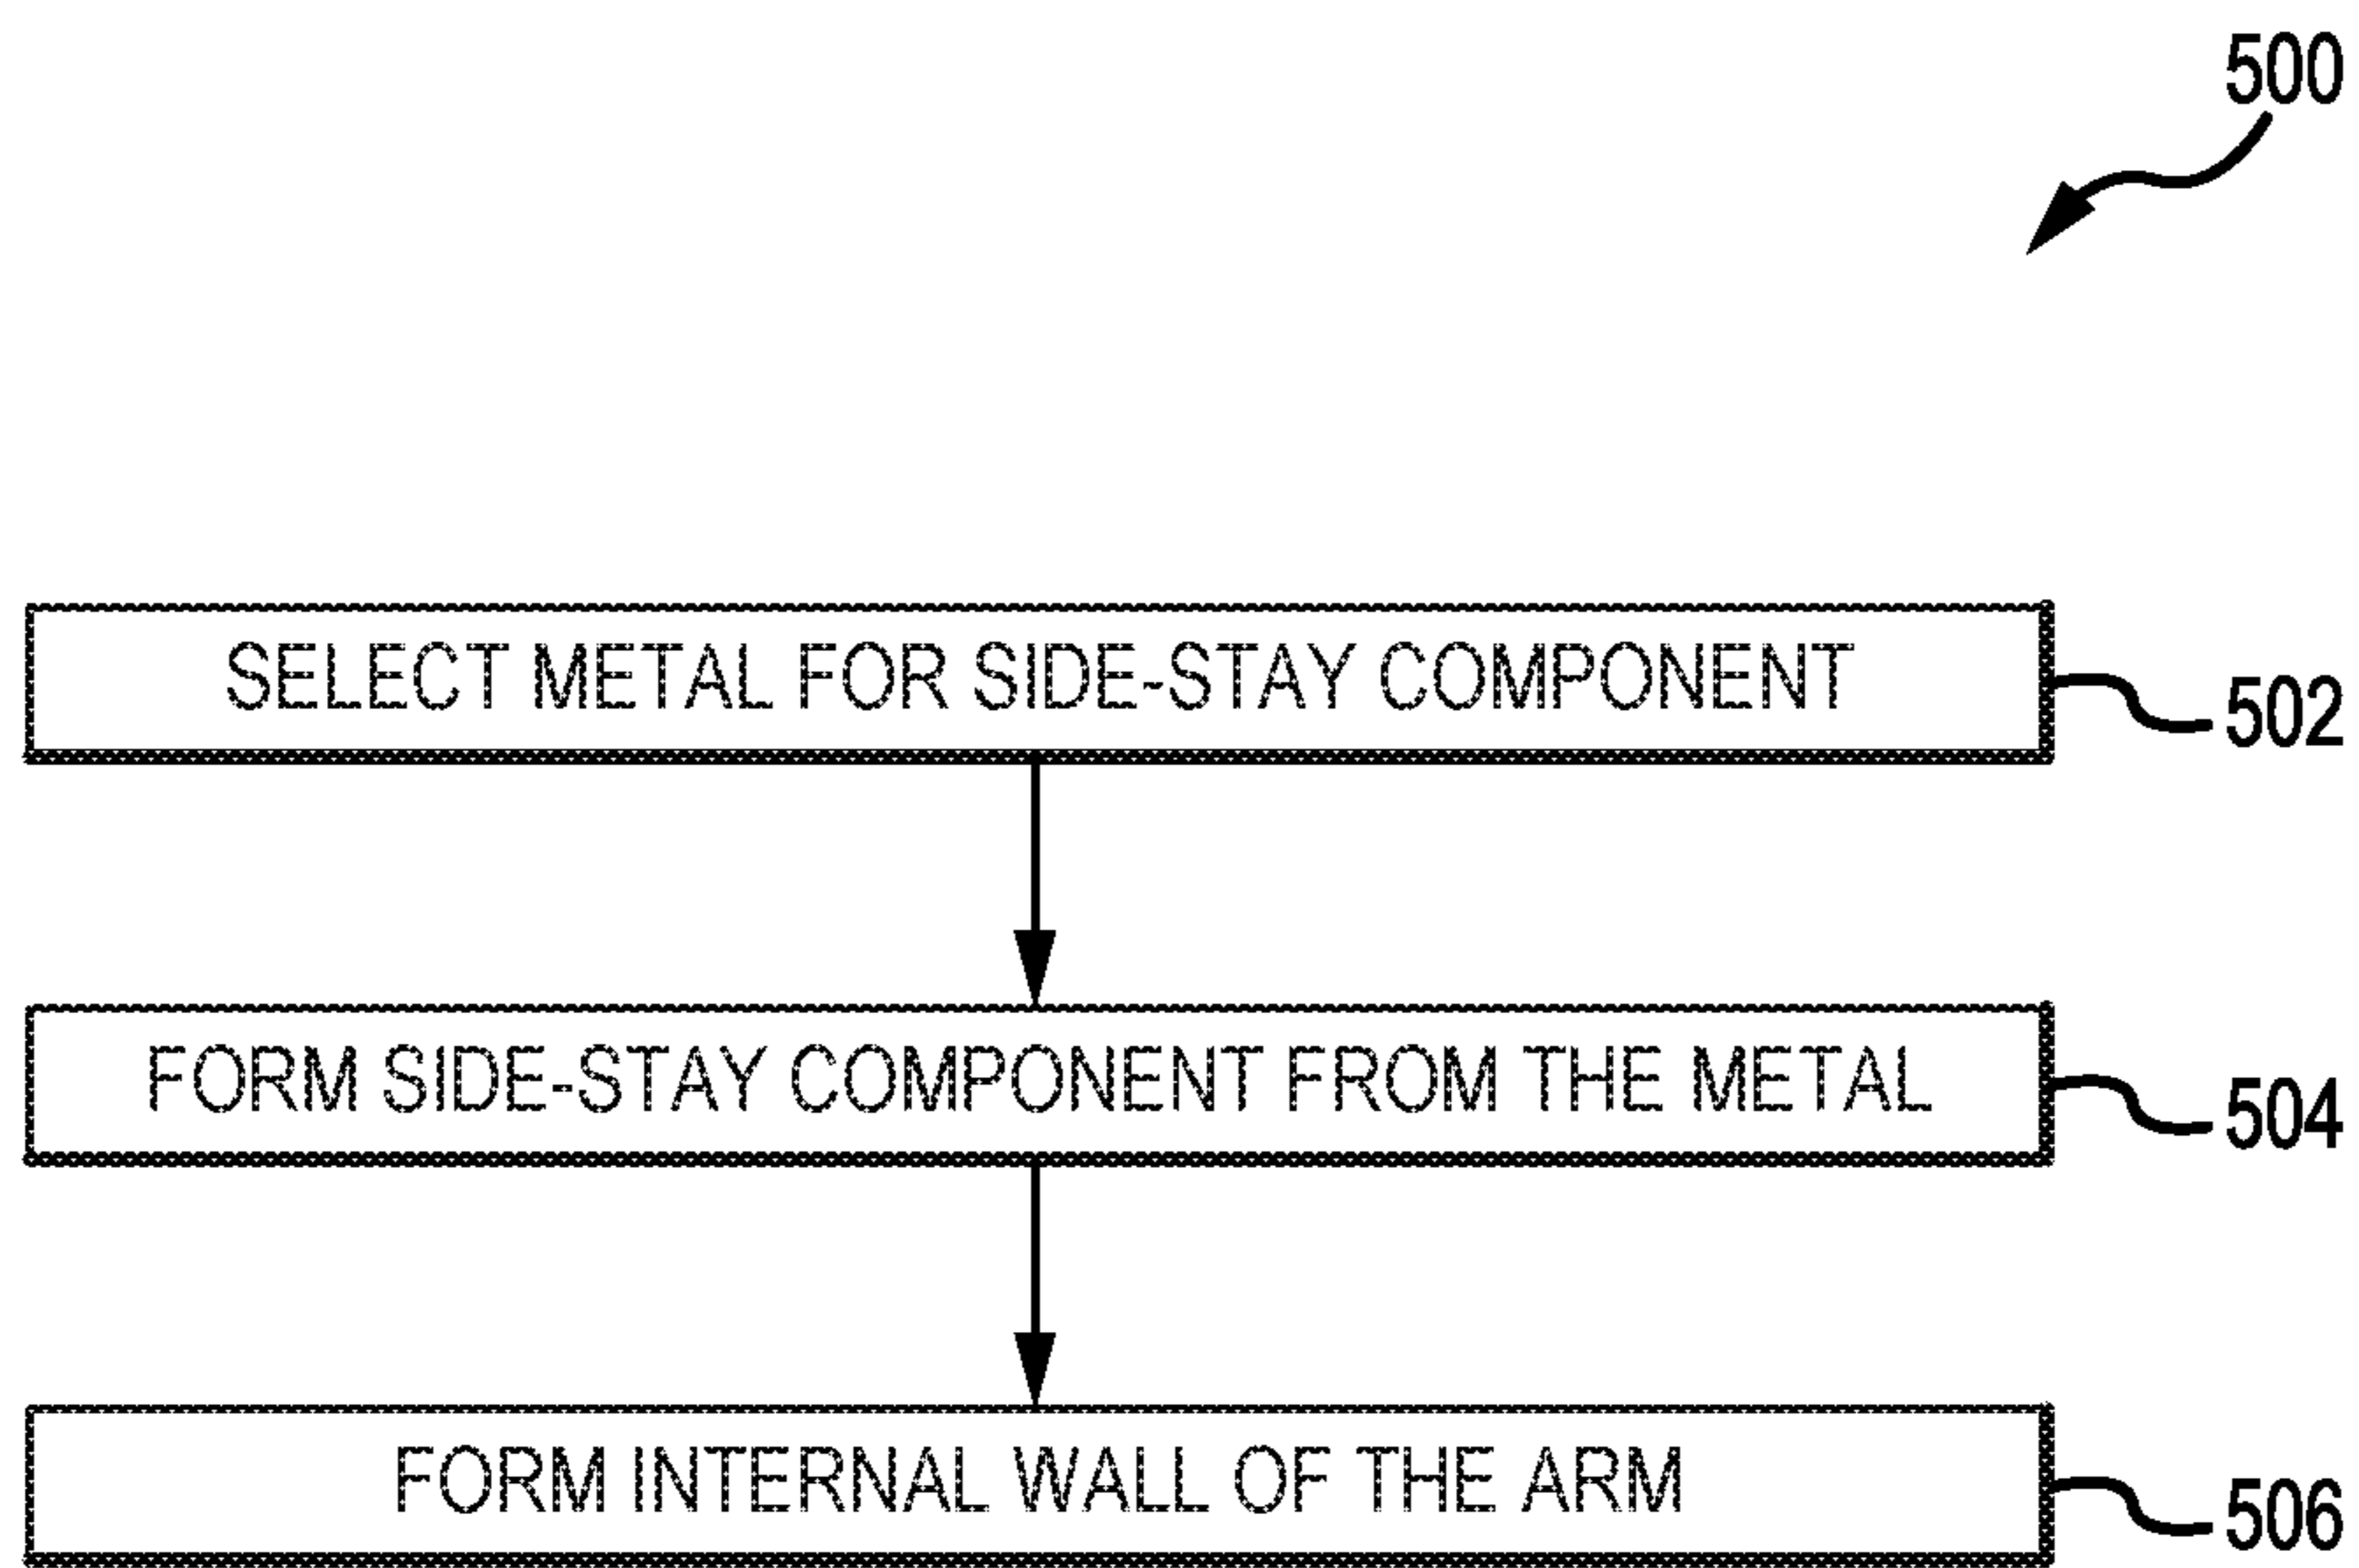 500
SELECT METAL FOR SIDE-STAY COMPONENT
502
FORM SIDE-STAY COMPONENT FROM THE METAL
504
FORM INTERNAL WALL OF THE ARM
506